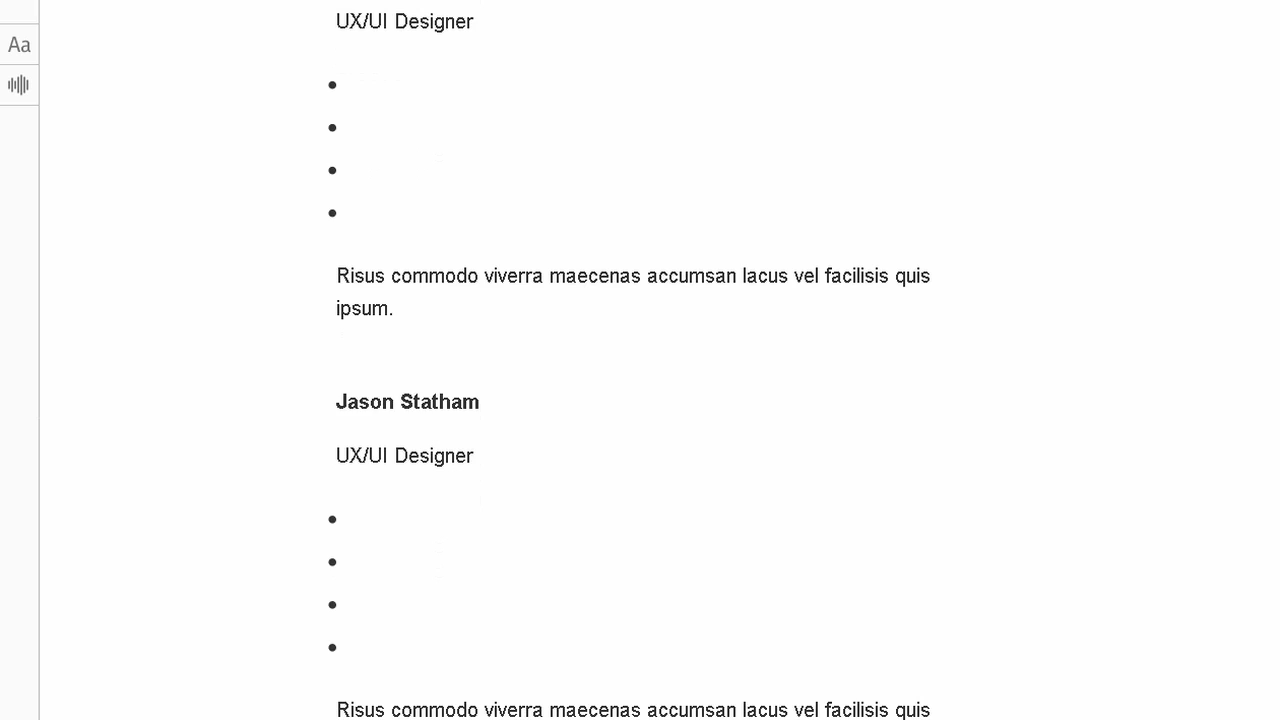 UX/UI Designer
Aa
Risus commodo viverra maecenas accumsan lacus vel facilisis quis
ipsum.
Jason Statham
UX/UI Designer
Risus commodo viverra maecenas accumsan lacus vel facilisis quis